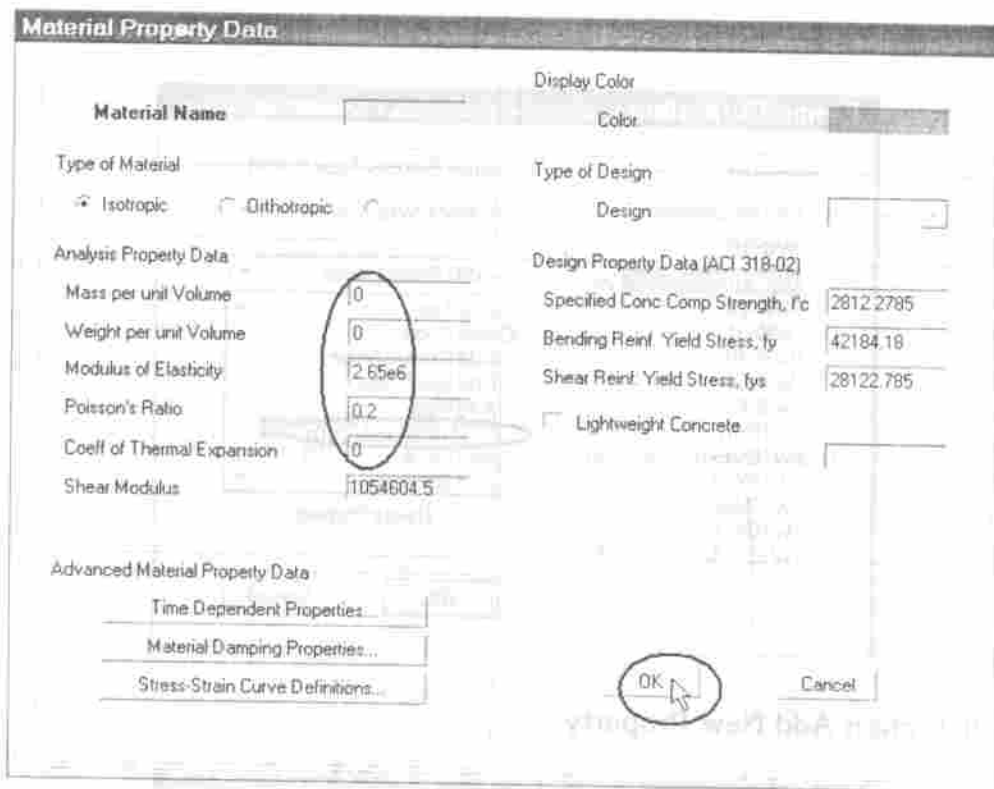 Material Property Data
Material Name
Type of Material
Isotropic
Orthotropic
Analysis Property Data
Mass per unit Volume 0
Weight per unit Volume 0
Modulus of Elasticity 2.65e6
Poisson's Ratio 0.2
Coeff of Thermal Expansion 0
Shear Modulus 1054604.5
Advanced Material Property Data
Time Dependent Properties...
Material Damping Properties...
Stress-Strain Curve Definitions...
Display Color
Color
Type of Design
Design
Design Property Data (ACI 318-02)
Specified Conc Comp Strength, f'c 2812.2785
Bending Reinf. Yield Stress, fy 42184.18
Shear Reinf. Yield Stress, fys 28122.785
Lightweight Concrete
OK
Cancel
Add New Property